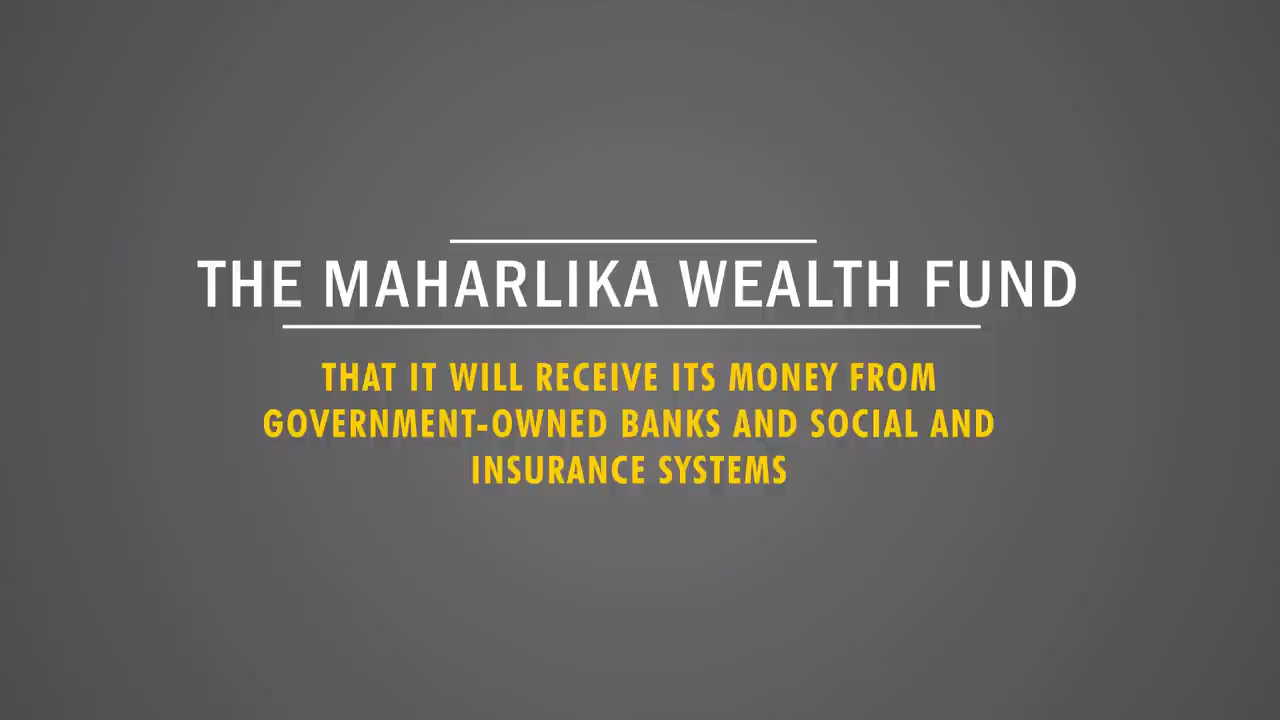 THE MAHARLIKA WEALTH FUND
THAT IT WILL RECEIVE ITS MONEY FROM
GOVERNMENT-OWNED BANKS AND SOCIAL AND
INSURANCE SYSTEMS